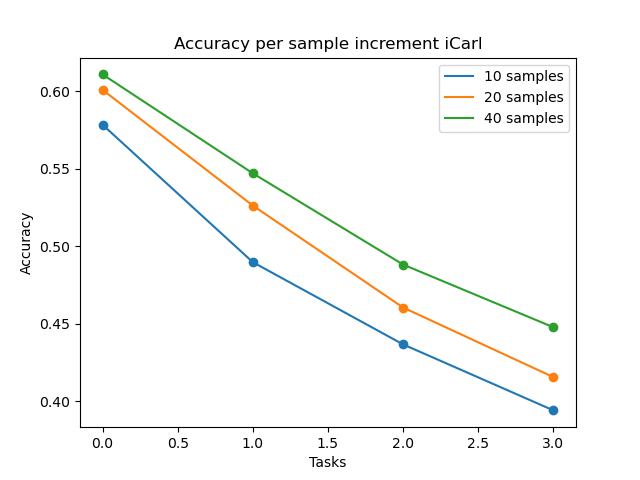 Accuracy per sample increment iCarl
10 samples
20 samples
40 samples
Accuracy
0.60
0.55
0.50
0.45
0.40
0.0 0.5 1.0 1.5 2.0 2.5 3.0
Tasks